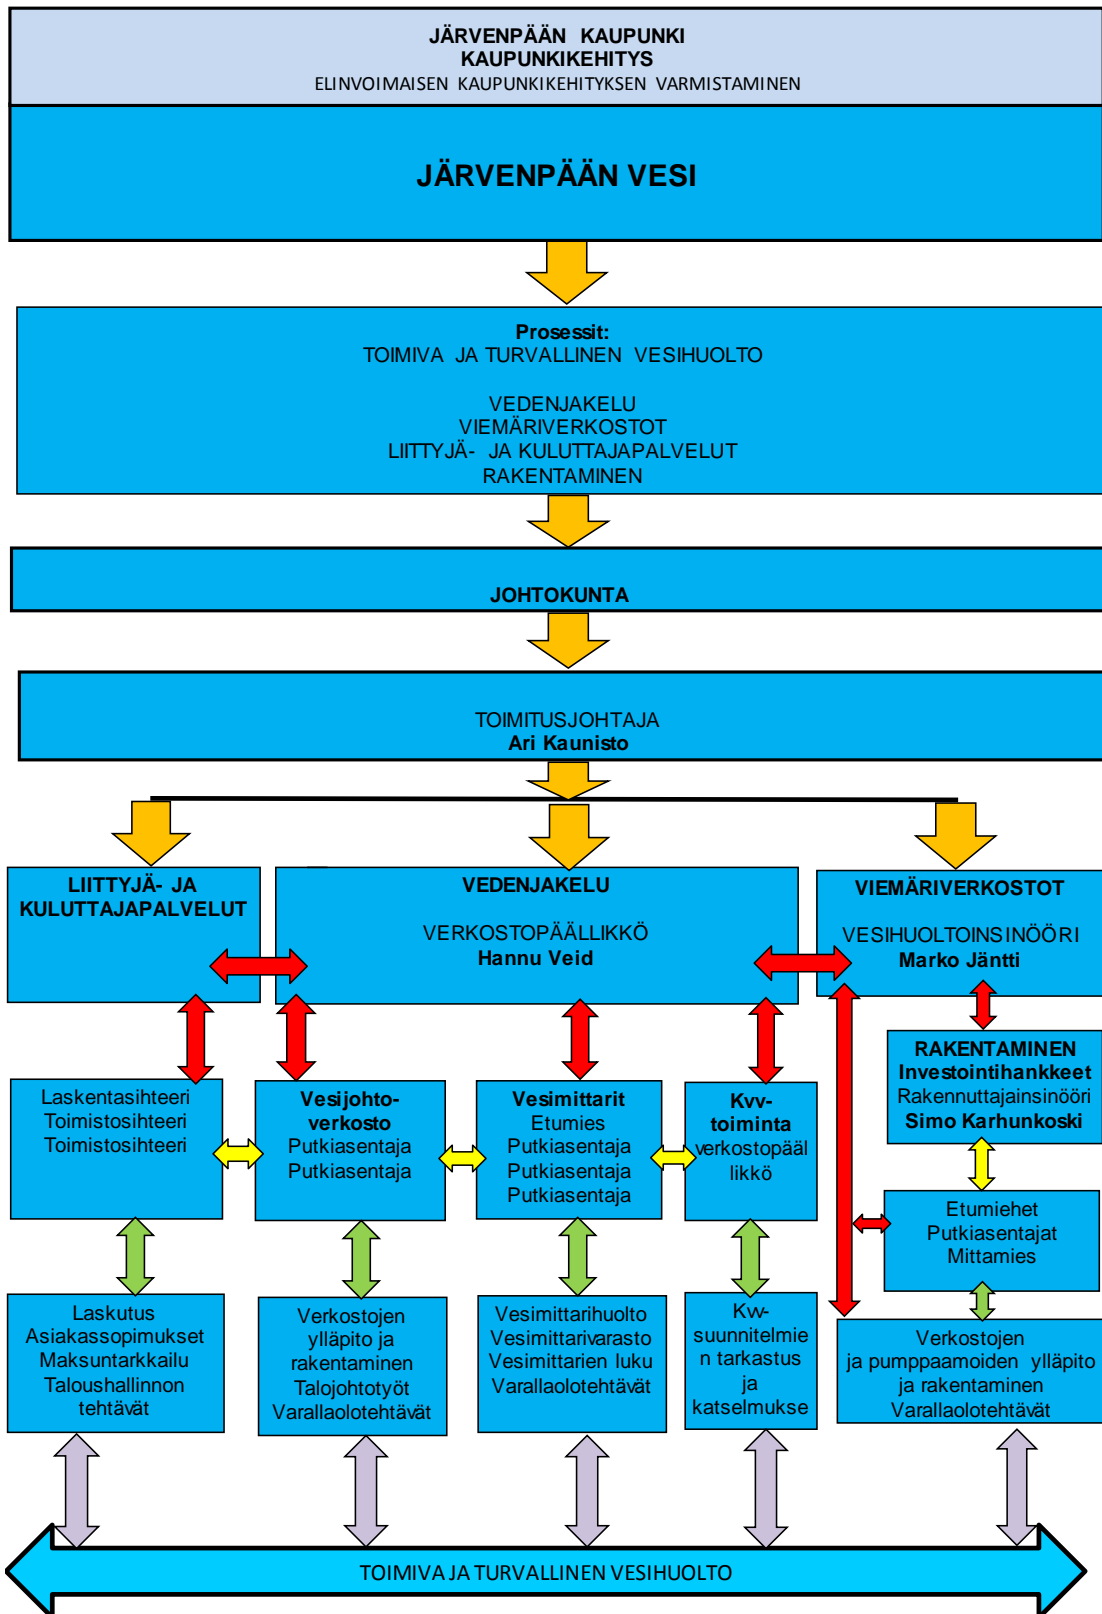 JÄRVENPÄÄN KAUPUNKI
KAUPUNKIKEHITYS
ELINVOIMAISEN KAUPUNKIKEHITYKSEN VARMISTAMINEN
JÄRVENPÄÄN VESI
Prosessit:
TOIMIVA JA TURVALLINEN VESIHUOLTO
VEDENJAKELU
VIEMÄRIVERKOSTOT
LIITTYJÄ- JA KULUTTAJAPALVELUT
RAKENTAMINEN
JOHTOKUNTA
TOIMITUSJOHTAJA
Ari Kaunisto
LIITTYJÄ- JA
KULUTTAJAPALVELUT
VEDENJAKELU
VERKOSTOPÄÄLLIKKÖ
Hannu Veid
VIEMÄRIVERKOSTOT
VESIHUOLTOINSINÖÖRI
Marko Jäntti
RAKENTAMINEN
Investointihankkeet
Rakennuttajainsinööri
Simo Karhunkoski
Laskentasihteeri
Toimistosihteeri
Toimistosihteeri
Vesijohto-
verkosto
Putkiasentaja
Putkiasentaja
Vesimittarit
Etumies
Putkiasentaja
Putkiasentaja
Putkiasentaja
Kvv-
toiminta
verkostopääl
likkö
Etumiehet
Putkiasentajat
Mittamies
Laskutus
Asiakassopimukset
Maksuntarkkailu
Taloushallinnon
tehtävät
Verkostojen
ylläpito ja
rakentaminen
Talojohtotyöt
Varallaolotehtävät
Vesimittarihuolto
Vesimittarivarasto
Vesimittarien luku
Varallaolotehtävät
Kvv-
suunnitelmie
n tarkastus
ja
katselmukse
Verkostojen
ja pumppaamoiden ylläpito
ja rakentaminen
Varallaolotehtävät
TOIMIVA JA TURVALLINEN VESIHUOLTO